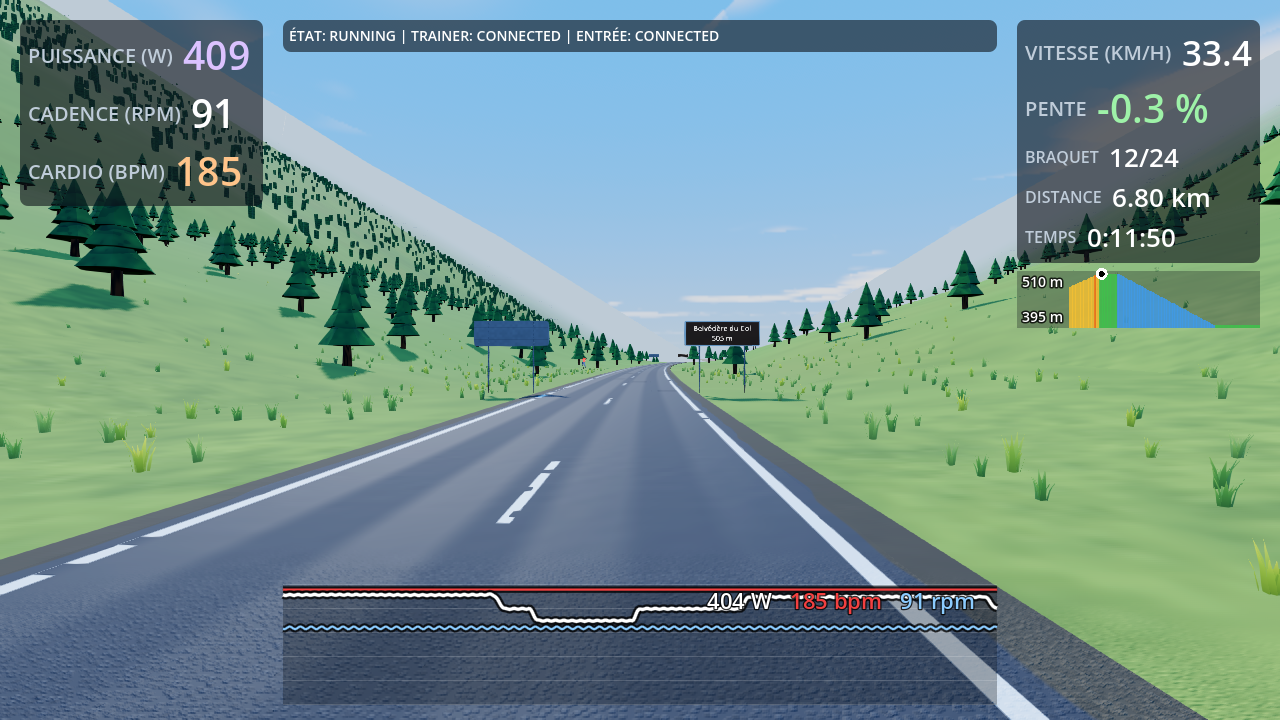 PUISSANCE (W) 409
CADENCE (RPM) 91
CARDIO (BPM) 185
ÉTAT: RUNNING | TRAINER: CONNECTED | ENTRÉE: CONNECTED
VITESSE (KM/H) 33.4
PENTE -0.3 %
BRAQUET 12/24
DISTANCE 6.80 km
TEMPS 0:11:50
510 m
395 m
Belvédère du Col
505 m
404 W 185 bpm 91 rpm